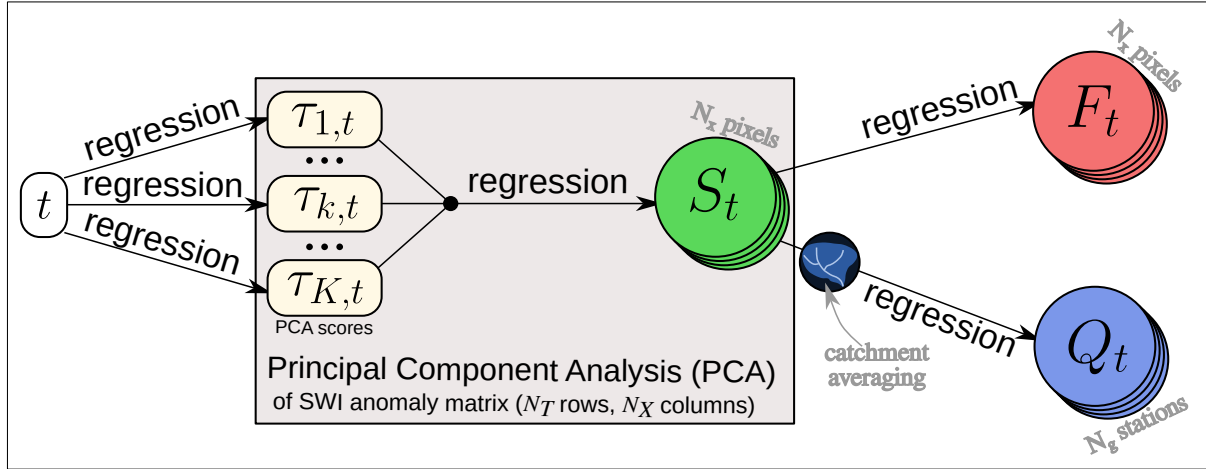 t
regression
regression
regression
τ1,t
•••
τk,t
•••
τK,t
PCA scores
regression
Nx pixels
St
Principal Component Analysis (PCA)
of SWI anomaly matrix (NT rows, NX columns)
regression
Nx pixels
Ft
catchment
averaging
regression
Qt
Ng stations